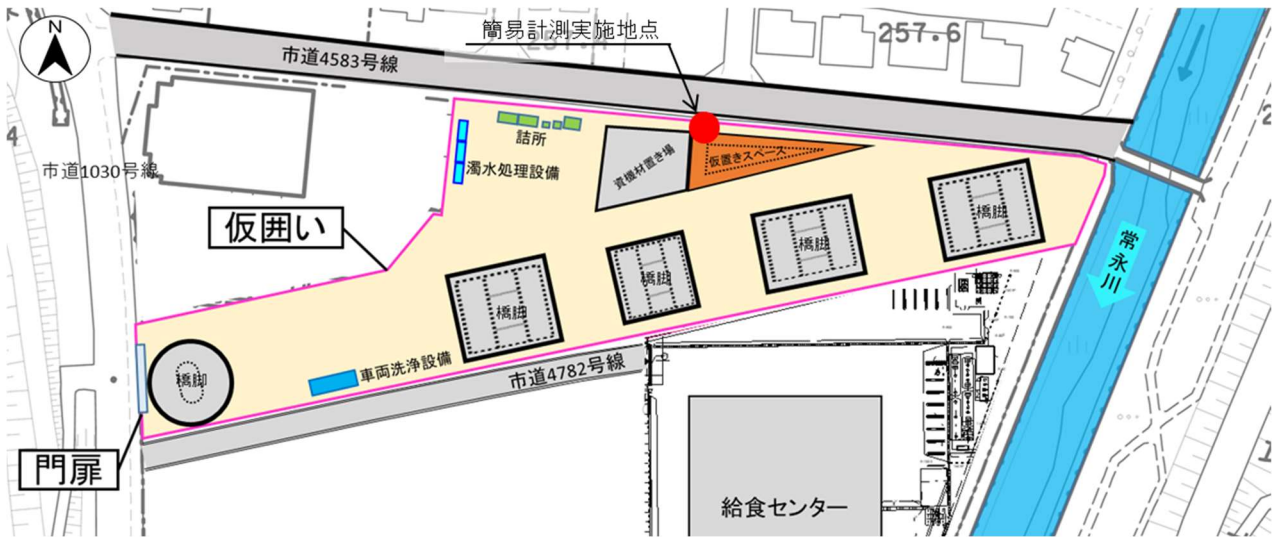 N
簡易計測実施地点
257.6
市道4583号線
詰所
資機材置き場
仮置きスペース
濁水処理設備
市道1030号線
仮囲い
橋脚
橋脚
橋脚
橋脚
常永川
橋脚
車両洗浄設備
市道4782号線
門扉
給食センター